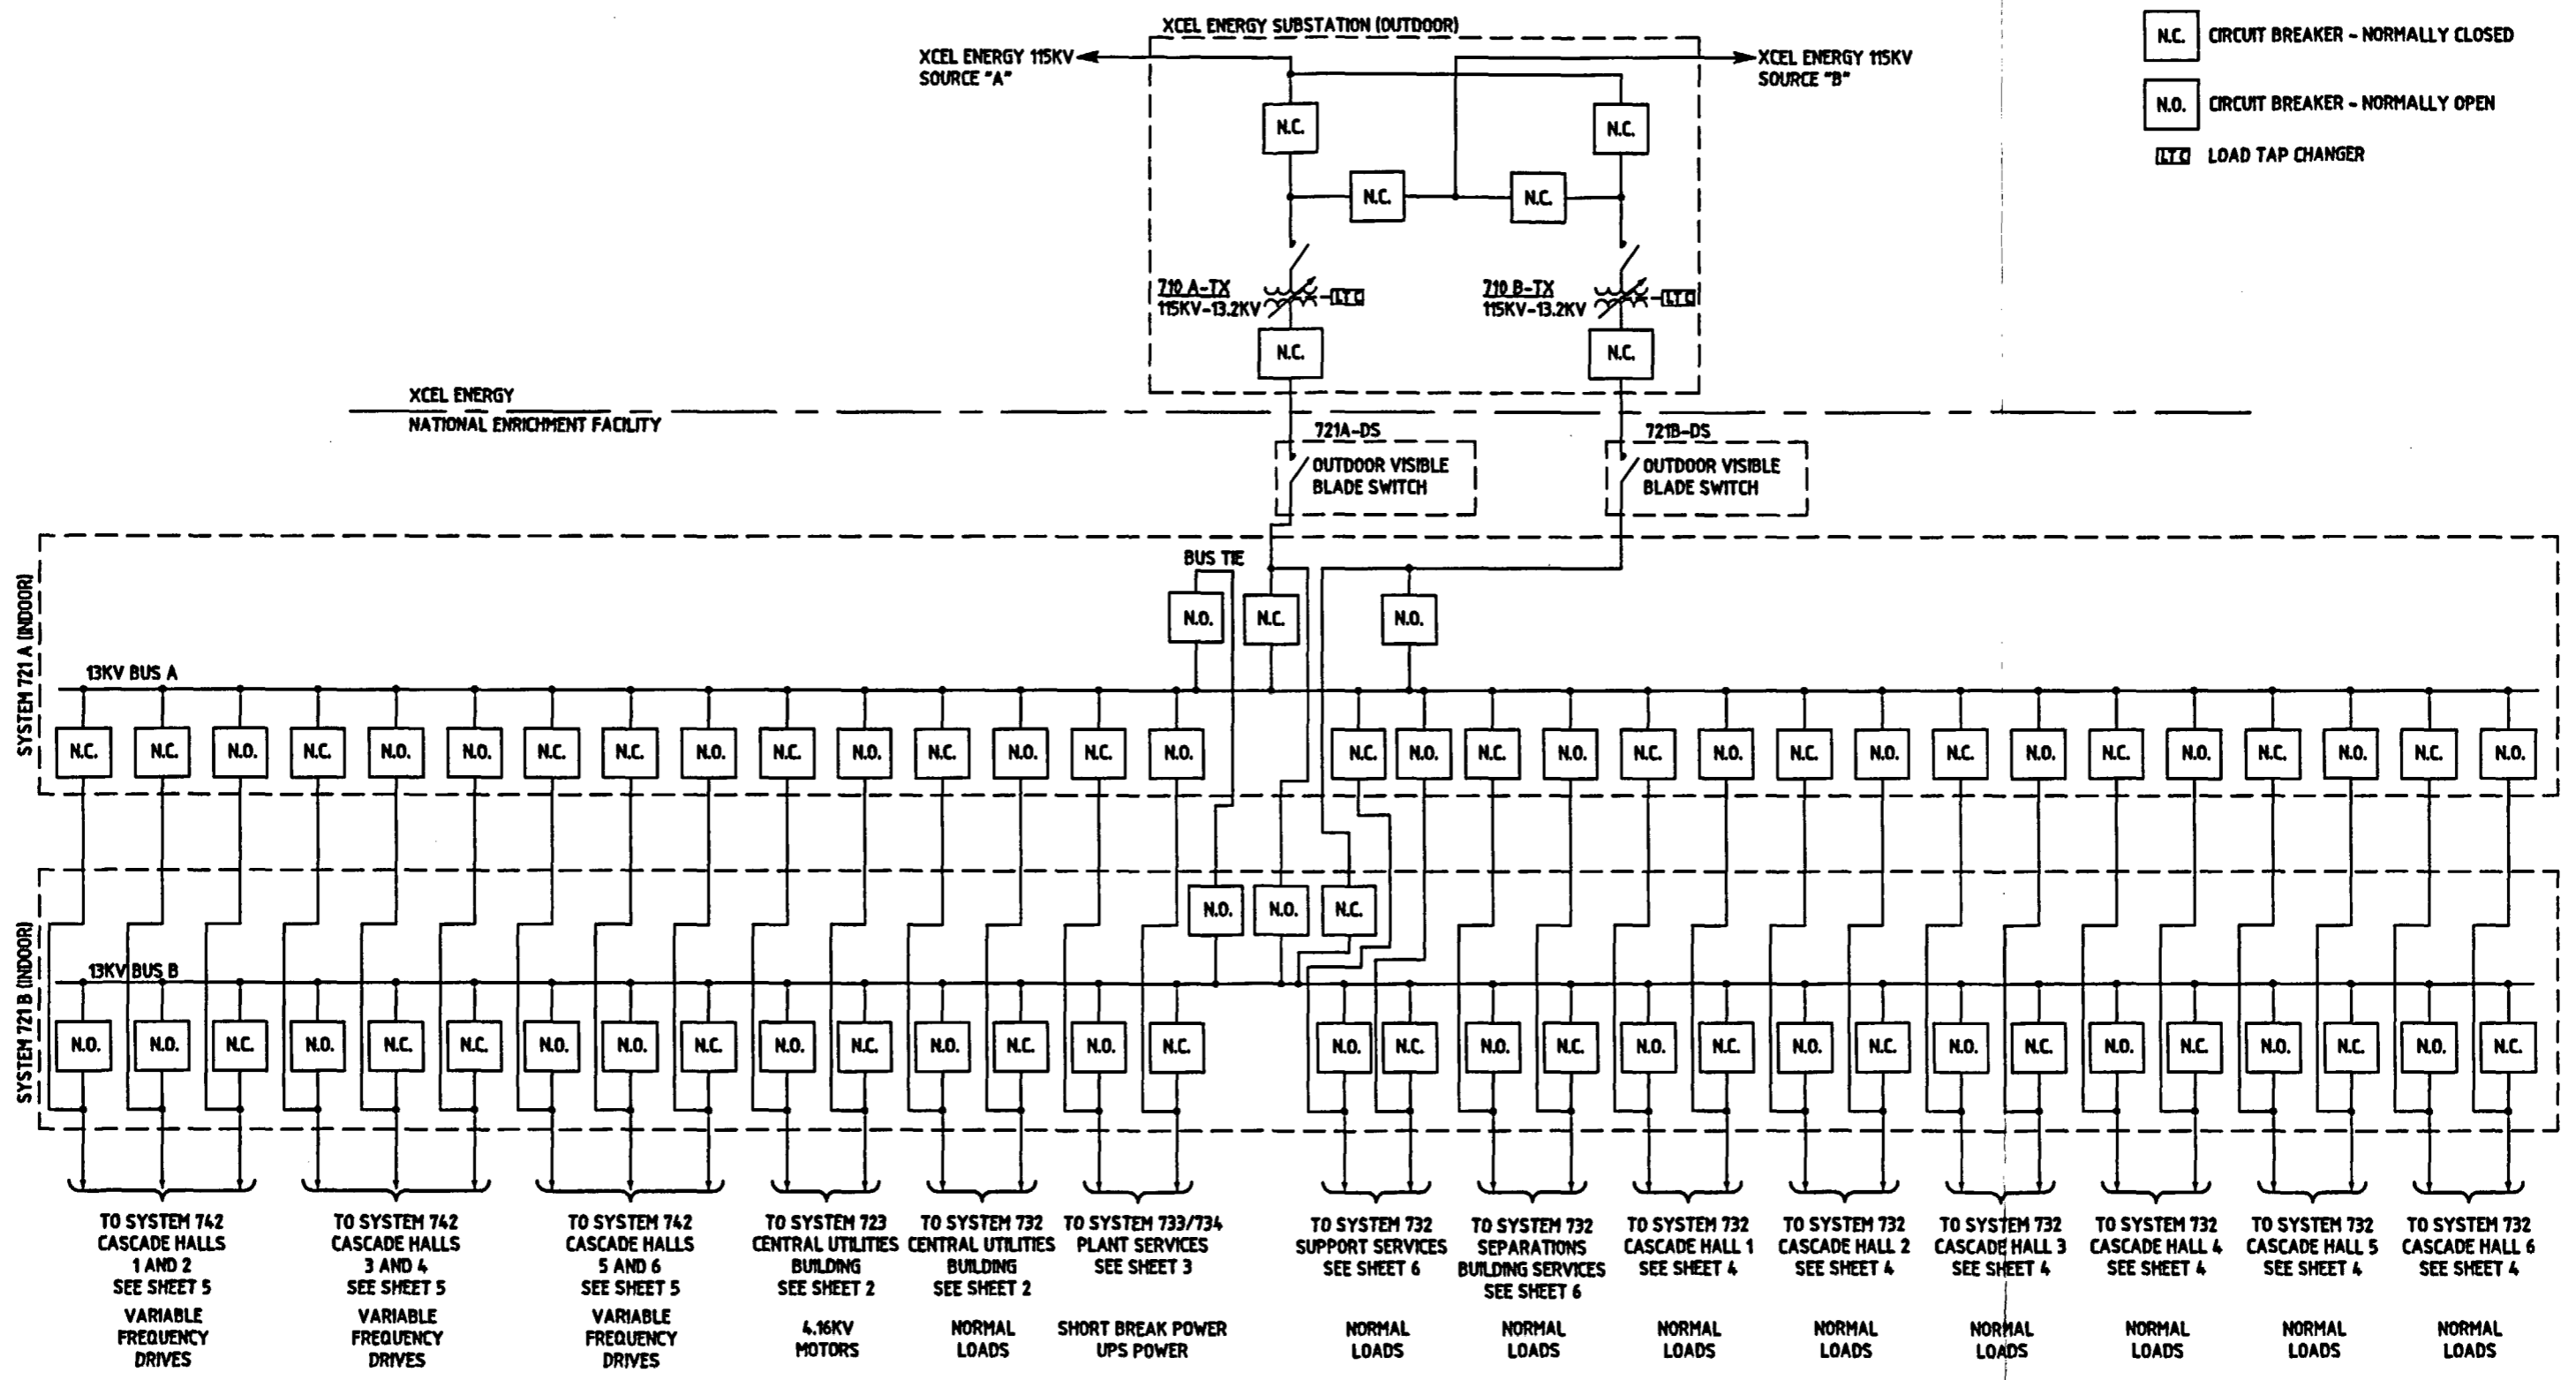 XCEL ENERGY SUBSTATION (OUTDOOR)
XCEL ENERGY 115KV
SOURCE "A"
XCEL ENERGY 115KV
SOURCE "B"
N.C. CIRCUIT BREAKER - NORMALLY CLOSED
N.O. CIRCUIT BREAKER - NORMALLY OPEN
LTC LOAD TAP CHANGER
N.C. N.C.
N.C. N.C.
710 A-TX
115KV-13.2KV
LTC
710 B-TX
115KV-13.2KV
LTC
N.C. N.C.
XCEL ENERGY
NATIONAL ENRICHMENT FACILITY
721A-DS
OUTDOOR VISIBLE
BLADE SWITCH
721B-DS
OUTDOOR VISIBLE
BLADE SWITCH
SYSTEM 721 A (INDOOR)
BUS TIE
N.O. N.C. N.O.
13KV BUS A
N.C. N.C. N.O. N.C. N.O. N.O. N.C. N.C. N.O. N.C. N.O. N.C. N.O. N.C. N.O. N.C. N.O. N.C. N.O. N.C. N.O. N.C. N.O. N.C. N.O. N.C. N.O. N.C. N.O. N.C. N.O.
SYSTEM 721 B (INDOOR)
N.O. N.O. N.C.
13KV BUS B
N.O. N.O. N.C. N.O. N.C. N.C. N.O. N.O. N.C. N.O. N.C. N.O. N.C. N.O. N.C. N.O. N.C. N.O. N.C. N.O. N.C. N.O. N.C. N.O. N.C. N.O. N.C. N.O. N.C. N.O. N.C.
TO SYSTEM 742
CASCADE HALLS
1 AND 2
SEE SHEET 5
VARIABLE
FREQUENCY
DRIVES
TO SYSTEM 742
CASCADE HALLS
3 AND 4
SEE SHEET 5
VARIABLE
FREQUENCY
DRIVES
TO SYSTEM 742
CASCADE HALLS
5 AND 6
SEE SHEET 5
VARIABLE
FREQUENCY
DRIVES
TO SYSTEM 723
CENTRAL UTILITIES
BUILDING
SEE SHEET 2
4.16KV
MOTORS
TO SYSTEM 732
CENTRAL UTILITIES
BUILDING
SEE SHEET 2
NORMAL
LOADS
TO SYSTEM 733/734
PLANT SERVICES
SEE SHEET 3
SHORT BREAK POWER
UPS POWER
TO SYSTEM 732
SUPPORT SERVICES
SEE SHEET 6
NORMAL
LOADS
TO SYSTEM 732
SEPARATIONS
BUILDING SERVICES
SEE SHEET 6
NORMAL
LOADS
TO SYSTEM 732
CASCADE HALL 1
SEE SHEET 4
NORMAL
LOADS
TO SYSTEM 732
CASCADE HALL 2
SEE SHEET 4
NORMAL
LOADS
TO SYSTEM 732
CASCADE HALL 3
SEE SHEET 4
NORMAL
LOADS
TO SYSTEM 732
CASCADE HALL 4
SEE SHEET 4
NORMAL
LOADS
TO SYSTEM 732
CASCADE HALL 5
SEE SHEET 4
NORMAL
LOADS
TO SYSTEM 732
CASCADE HALL 6
SEE SHEET 4
NORMAL
LOADS